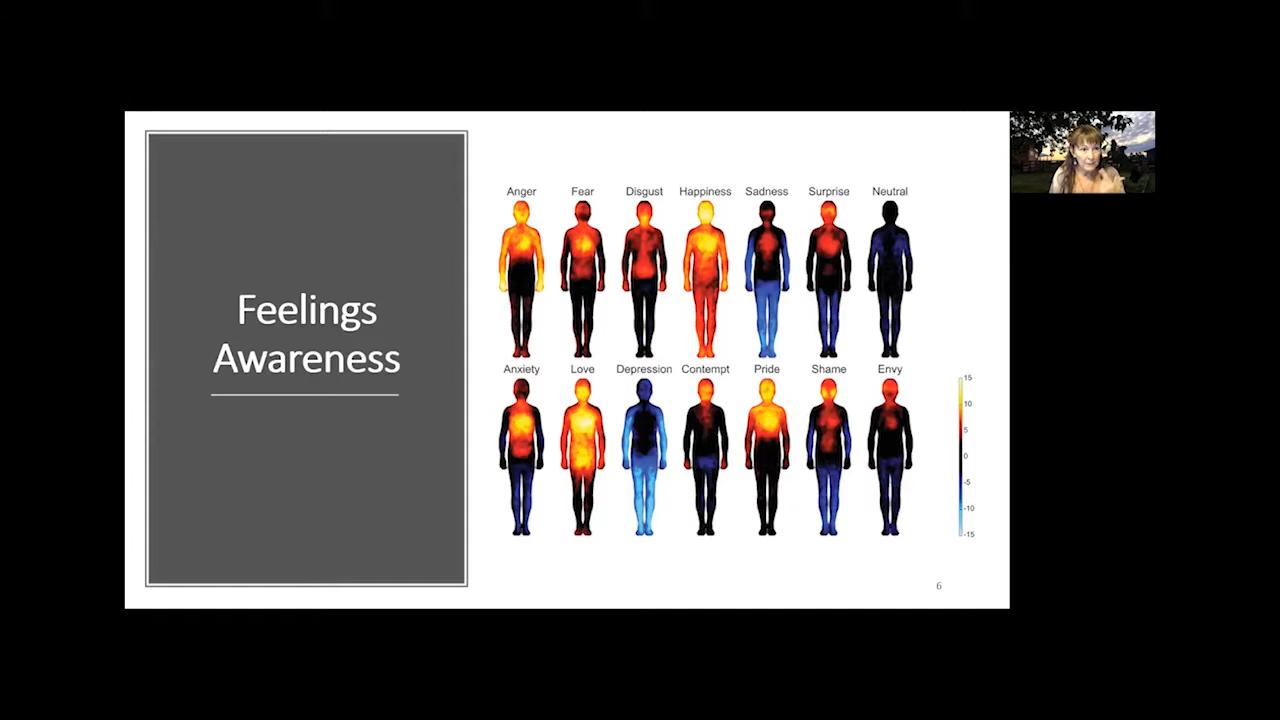 Feelings
Awareness
Anger Fear Disgust Happiness Sadness Surprise Neutral
Anxiety Love Depression Contempt Pride Shame Envy
15
10
5
0
-5
-10
-15
6